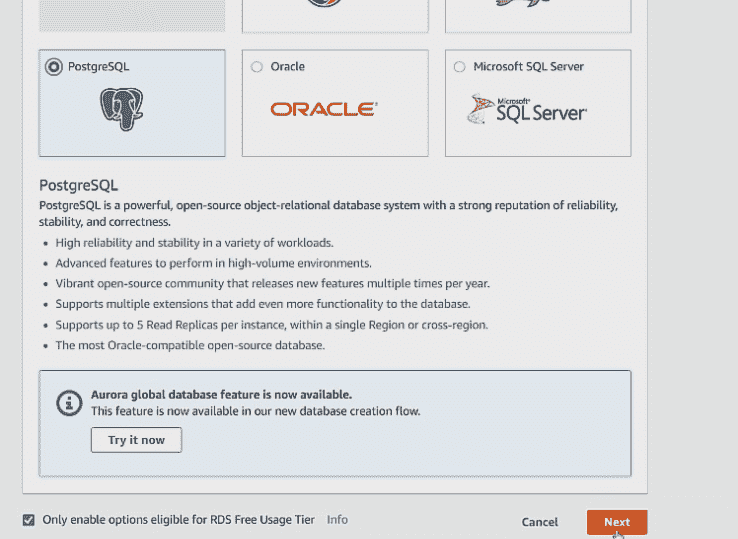 PostgreSQL
Oracle
Microsoft SQL Server
ORACLE
Microsoft
SQL Server
PostgreSQL
PostgreSQL is a powerful, open-source object-relational database system with a strong reputation of reliability,
stability, and correctness.
High reliability and stability in a variety of workloads.
Advanced features to perform in high-volume environments.
Vibrant open-source community that releases new features multiple times per year.
Supports multiple extensions that add even more functionality to the database.
Supports up to 5 Read Replicas per instance, within a single Region or cross-region.
The most Oracle-compatible open-source database.
Aurora global database feature is now available.
This feature is now available in our new database creation flow.
Try it now
Only enable options eligible for RDS Free Usage Tier Info
Cancel
Next